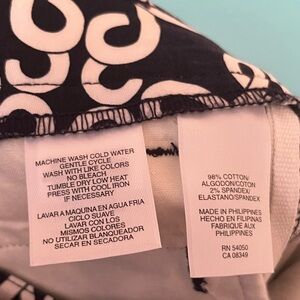 MACHINE WASH COLD WATER
GENTLE CYCLE
WASH WITH LIKE COLORS
NO BLEACH
TUMBLE DRY LOW HEAT
PRESS WITH COOL IRON
IF NECESSARY
LAVAR A MAQUINA EN AGUA FRIA
CICLO SUAVE
LAVAR CON LOS
MISMOS COLORES
NO UTILIZAR BLANQUEADOR
SECAR EN SECADORA
98% COTTON/
ALGODON/COTON
2% SPANDEX/
ELASTANO/SPANDEX
MADE IN PHILIPPINES
HECHO EN FILIPINAS
FABRIQUE AUX
PHILIPPINES
RN 54050
CA 08349